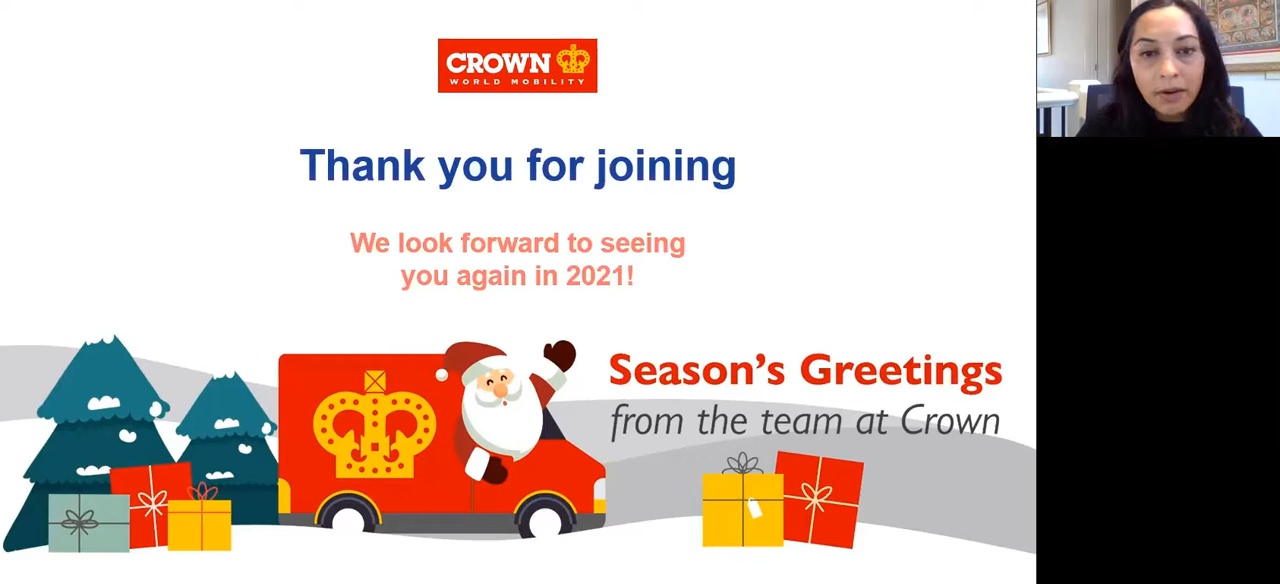 CROWN
WORLD MOBILITY
Thank you for joining
We look forward to seeing
you again in 2021!
Season's Greetings
from the team at Crown